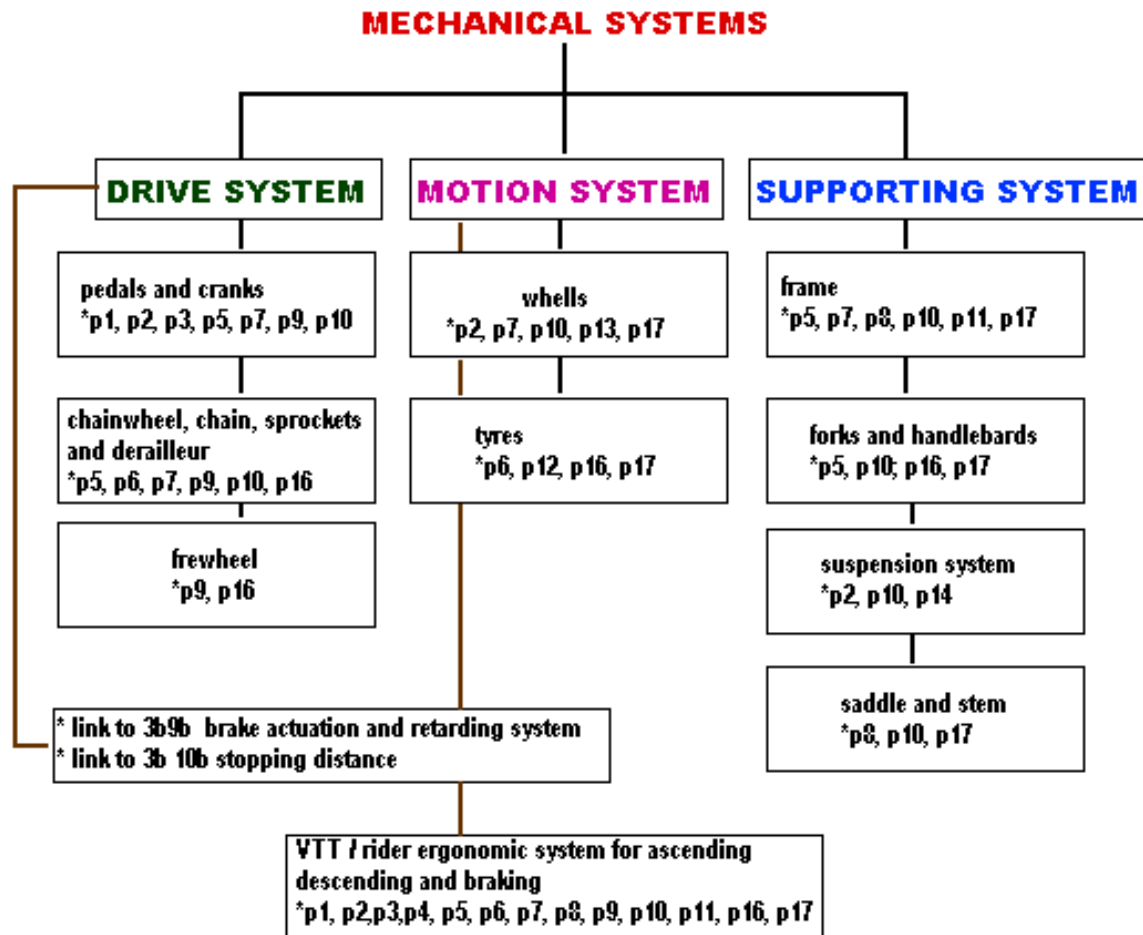 MECHANICAL SYSTEMS
DRIVE SYSTEM
MOTION SYSTEM
SUPPORTING SYSTEM
pedals and cranks
*p1, p2, p3, p5, p7, p9, p10
whells
*p2, p7, p10, p13, p17
frame
*p5, p7, p8, p10, p11, p17
chainwheel, chain, sprockets
and derailleur
*p5, p6, p7, p9, p10, p16
tyres
*p6, p12, p16, p17
forks and handlebards
*p5, p10; p16, p17
frewheel
*p9, p16
suspension system
*p2, p10, p14
saddle and stem
*p8, p10, p17
* link to 3b9b brake actuation and retarding system
* link to 3b 10b stopping distance
VTT / rider ergonomic system for ascending
descending and braking
*p1, p2,p3,p4, p5, p6, p7, p8, p9, p10, p11, p16, p17